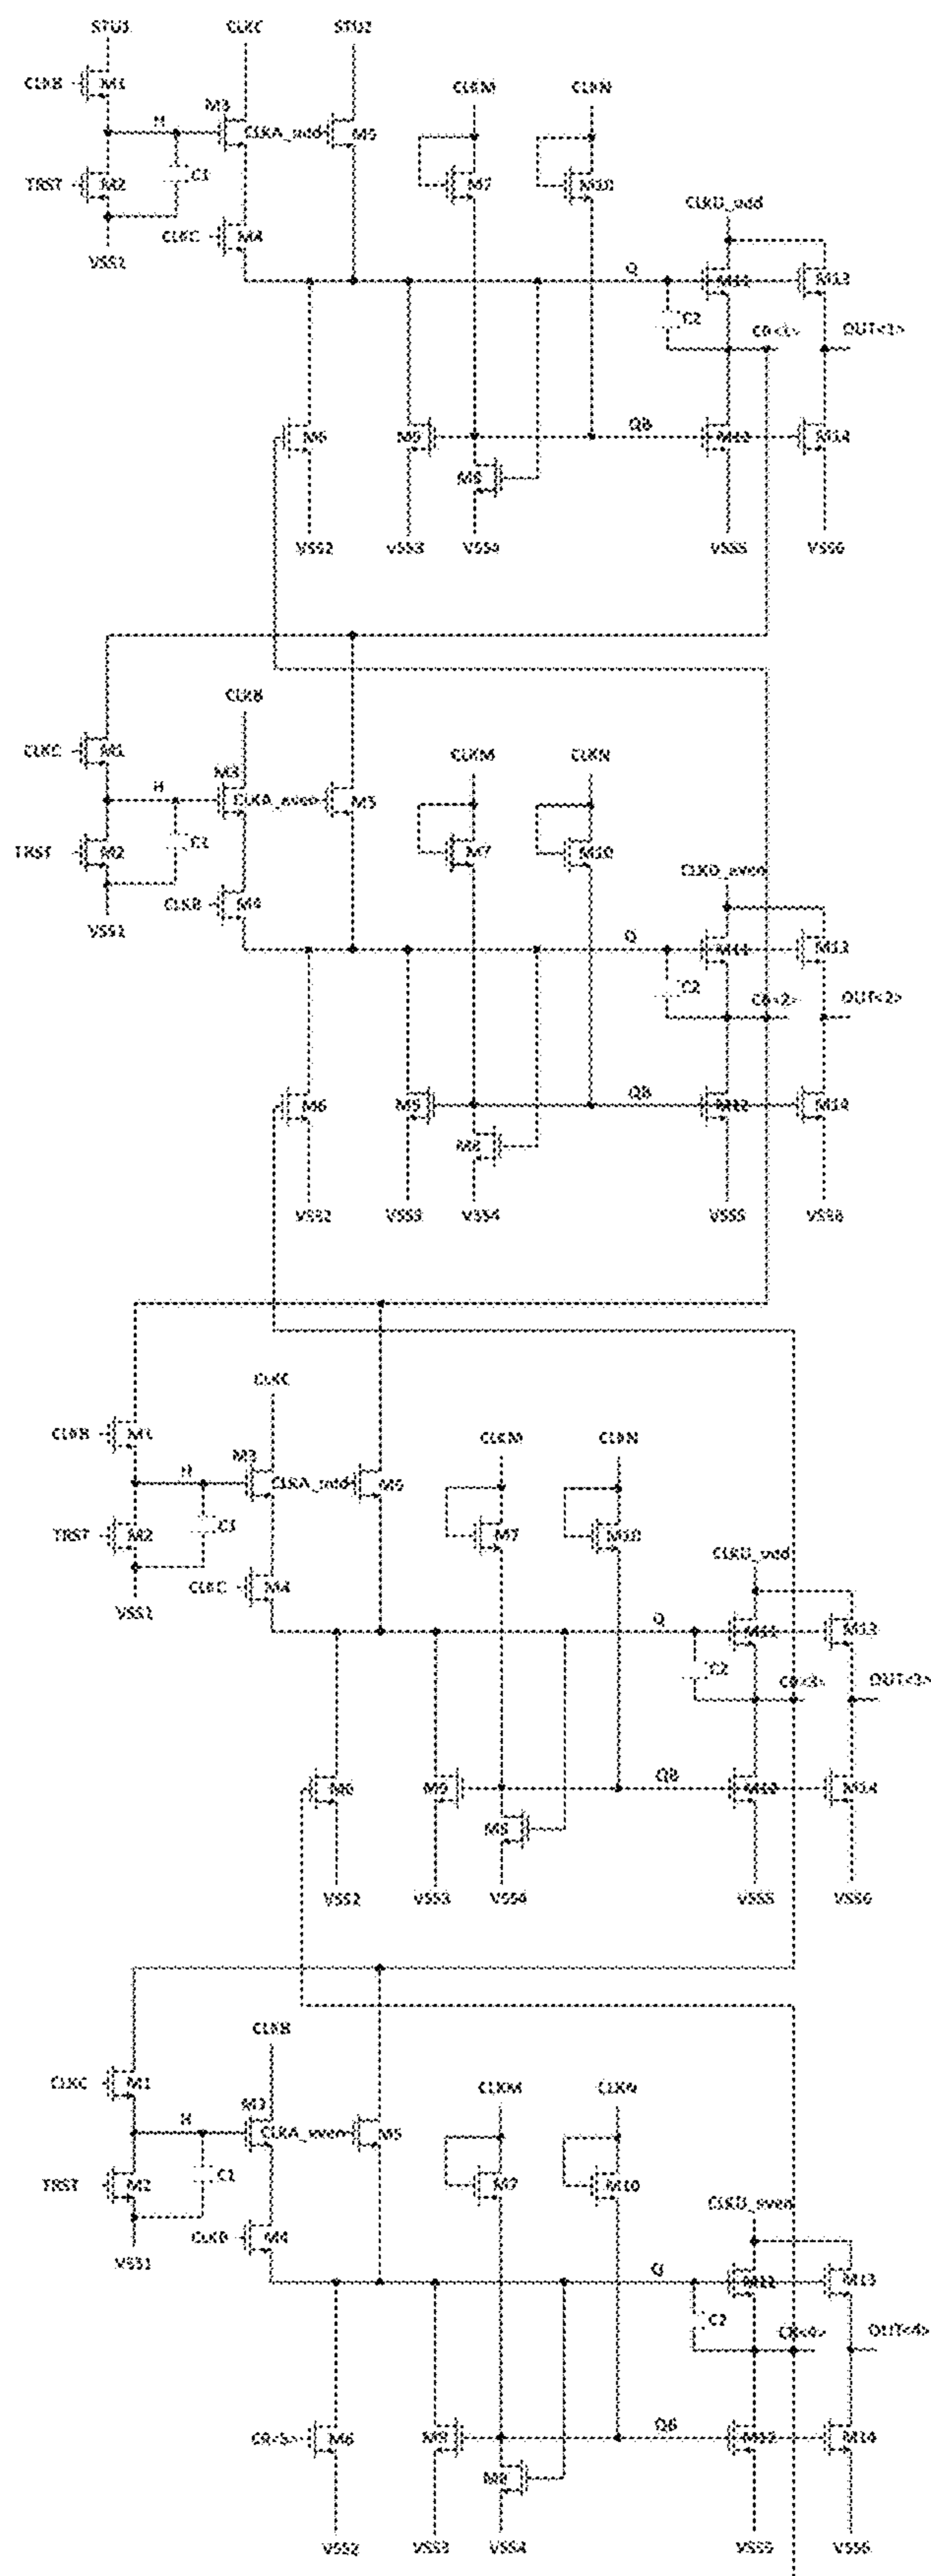 STU1 CLKC STU2
CLKB M1 CLKM CLKN
M3
H CLKA_odd M5
TRST M2 C1 M7 M10
CLKD_odd
CLKC M4
VSS1
Q M11 M13
C2 CR<1> OUT<1>
M6 M9 QB M12 M14
M8
VSS2 VSS3 VSS4 VSS5 VSS6
CLKB
CLKC M1 CLKM CLKN
M3
H CLKA_even M5
TRST M2 C1 M7 M10
CLKD_even
CLKB M4
VSS1
Q M11 M13
C2 CR<2> OUT<2>
M6 M9 QB M12 M14
M8
VSS2 VSS3 VSS4 VSS5 VSS6
CLKC
CLKB M1 CLKM CLKN
M3
H CLKA_odd M5
TRST M2 C1 M7 M10
CLKD_odd
CLKC M4
VSS1
Q M11 M13
C2 CR<3> OUT<3>
M6 M9 QB M12 M14
M8
VSS2 VSS3 VSS4 VSS5 VSS6
CLKB
CLKC M1 CLKM CLKN
M3
H CLKA_even M5
TRST M2 C1 M7 M10
CLKD_even
CLKB M4
VSS1
Q M11 M13
C2 CR<4> OUT<4>
CR<5> M6 M9 QB M12 M14
M8
VSS2 VSS3 VSS4 VSS5 VSS6